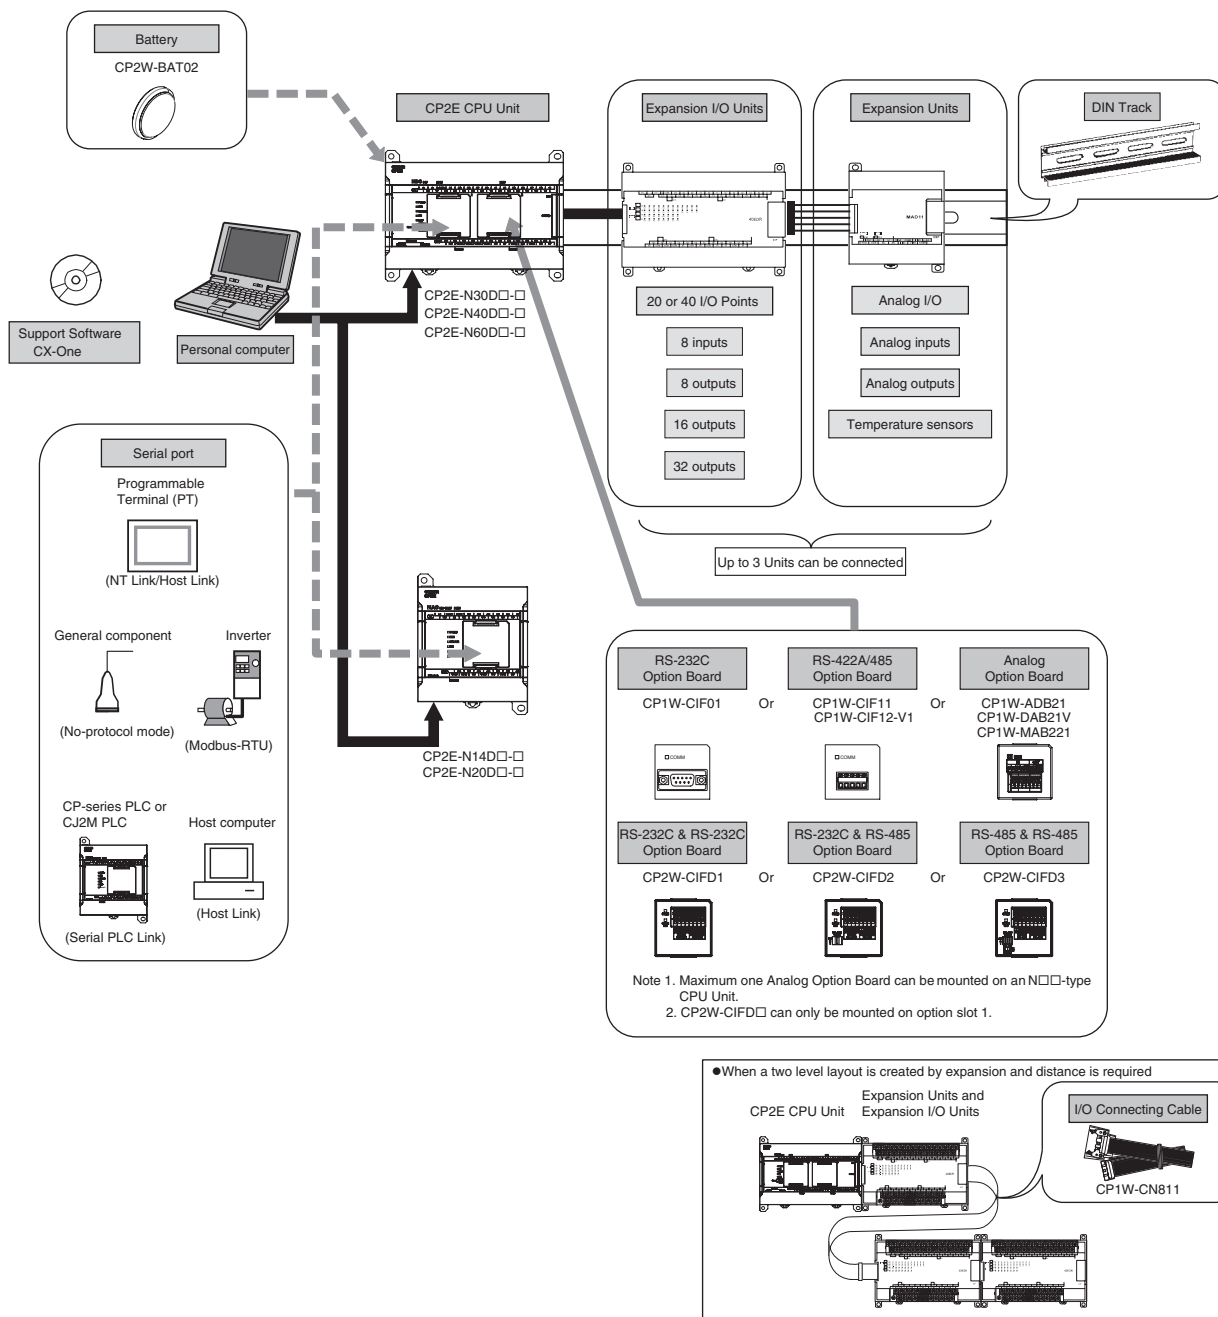 Battery
CP2W-BAT02
CP2E CPU Unit
Expansion I/O Units
Expansion Units
DIN Track
40EDR
MAD11
CP2E-N30D□-□
CP2E-N40D□-□
CP2E-N60D□-□
20 or 40 I/O Points
8 inputs
8 outputs
16 outputs
32 outputs
Analog I/O
Analog inputs
Analog outputs
Temperature sensors
Support Software
CX-One
Personal computer
Up to 3 Units can be connected
Serial port
Programmable
Terminal (PT)
(NT Link/Host Link)
General component
(No-protocol mode)
Inverter
(Modbus-RTU)
CP-series PLC or
CJ2M PLC
(Serial PLC Link)
Host computer
(Host Link)
CP2E-N14D□-□
CP2E-N20D□-□
RS-232C
Option Board
CP1W-CIF01
Or
RS-422A/485
Option Board
CP1W-CIF11
CP1W-CIF12-V1
Or
Analog
Option Board
CP1W-ADB21
CP1W-DAB21V
CP1W-MAB221
COMM
COMM
RS-232C & RS-232C
Option Board
CP2W-CIFD1
Or
RS-232C & RS-485
Option Board
CP2W-CIFD2
Or
RS-485 & RS-485
Option Board
CP2W-CIFD3
Note 1. Maximum one Analog Option Board can be mounted on an N□□-type
CPU Unit.
2. CP2W-CIFD□ can only be mounted on option slot 1.
●When a two level layout is created by expansion and distance is required
CP2E CPU Unit
Expansion Units and
Expansion I/O Units
I/O Connecting Cable
CP1W-CN811